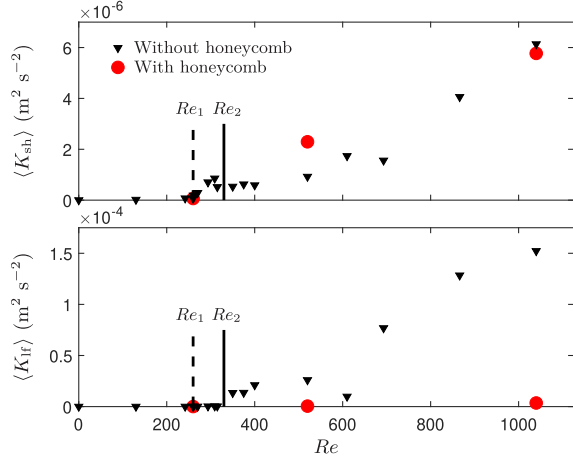 ×10⁻⁶
6
4
2
0
⟨K_sh⟩ (m² s⁻²)
Without honeycomb
With honeycomb
Re₁ Re₂
×10⁻⁴
1.5
1
0.5
0
⟨K_lf⟩ (m² s⁻²)
Re₁ Re₂
0 200 400 600 800 1000
Re